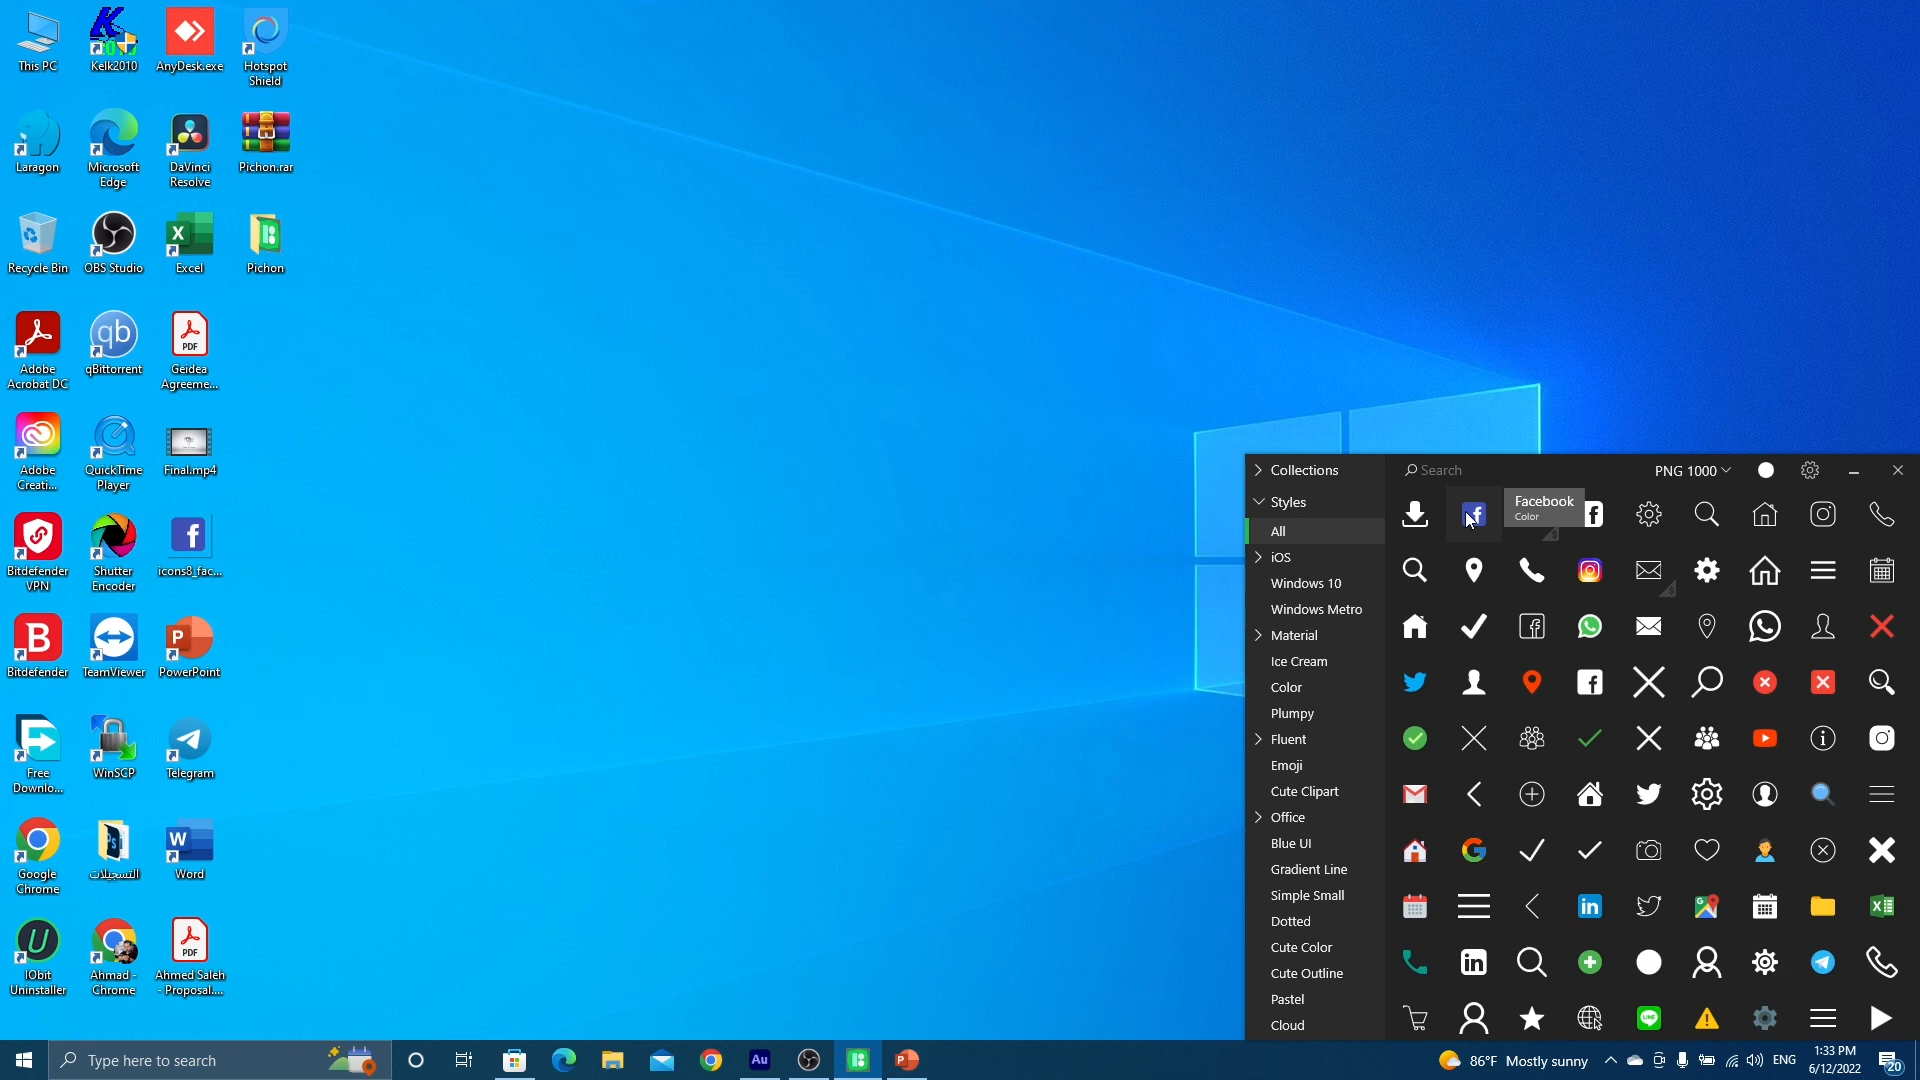 This PC
Kelk2010
AnyDesk.exe
Hotspot
Shield
Laragon
Microsoft
Edge
DaVinci
Resolve
Pichon.rar
Recycle Bin
OBS Studio
Excel
Pichon
Adobe
Acrobat DC
qBittorrent
Geidea
Agreeme...
Adobe
Creati...
QuickTime
Player
Final.mp4
Bitdefender
VPN
Shutter
Encoder
icons8_fac...
Bitdefender
TeamViewer
PowerPoint
Free
Downlo...
WinSCP
Telegram
Google
Chrome
التسجيلات
Word
IObit
Uninstaller
Ahmad -
Chrome
Ahmed Saleh
- Proposal....
Collections
Styles
All
iOS
Windows 10
Windows Metro
Material
Ice Cream
Color
Plumpy
Fluent
Emoji
Cute Clipart
Office
Blue UI
Gradient Line
Simple Small
Dotted
Cute Color
Cute Outline
Pastel
Cloud
Search
PNG 1000
Facebook
Color
Type here to search
86°F Mostly sunny
ENG
1:33 PM
6/12/2022
20